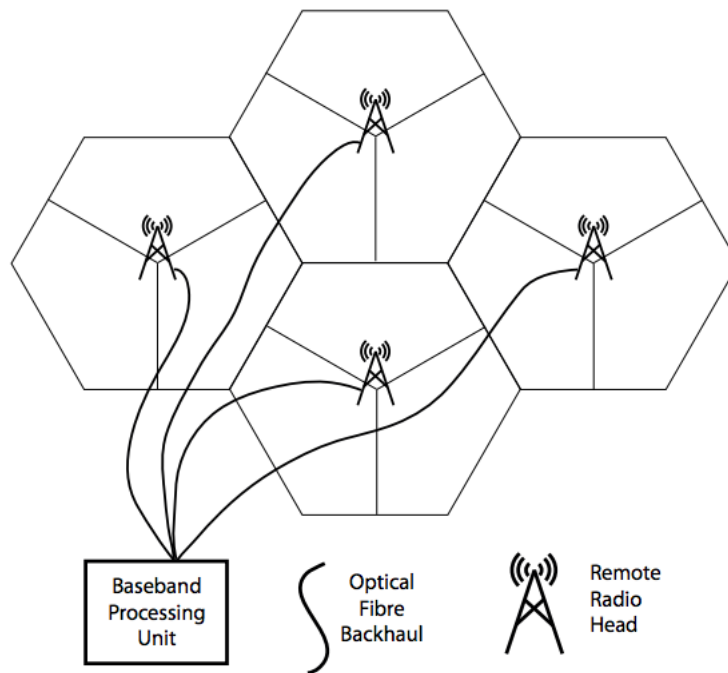 Baseband
Processing
Unit
Optical
Fibre
Backhaul
Remote
Radio
Head